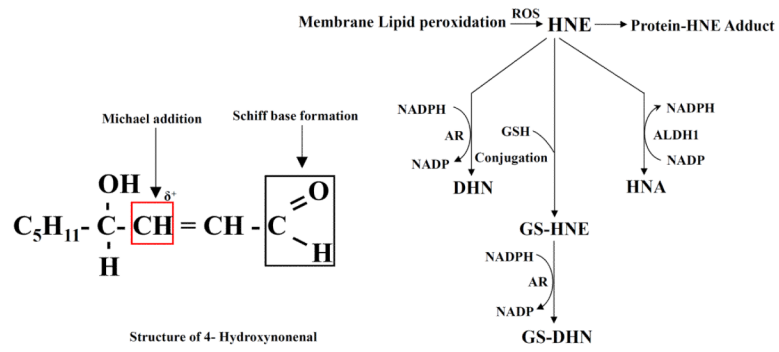 Membrane Lipid peroxidation ROS HNE Protein-HNE Adduct
Michael addition
Schiff base formation
NADPH
AR
NADP
DHN
GSH
Conjugation
NADPH
ALDH1
NADP
HNA
OH
δ+
O
C5H11- C - CH = CH - C
H
H
GS-HNE
NADPH
AR
NADP
GS-DHN
Structure of 4- Hydroxynonenal